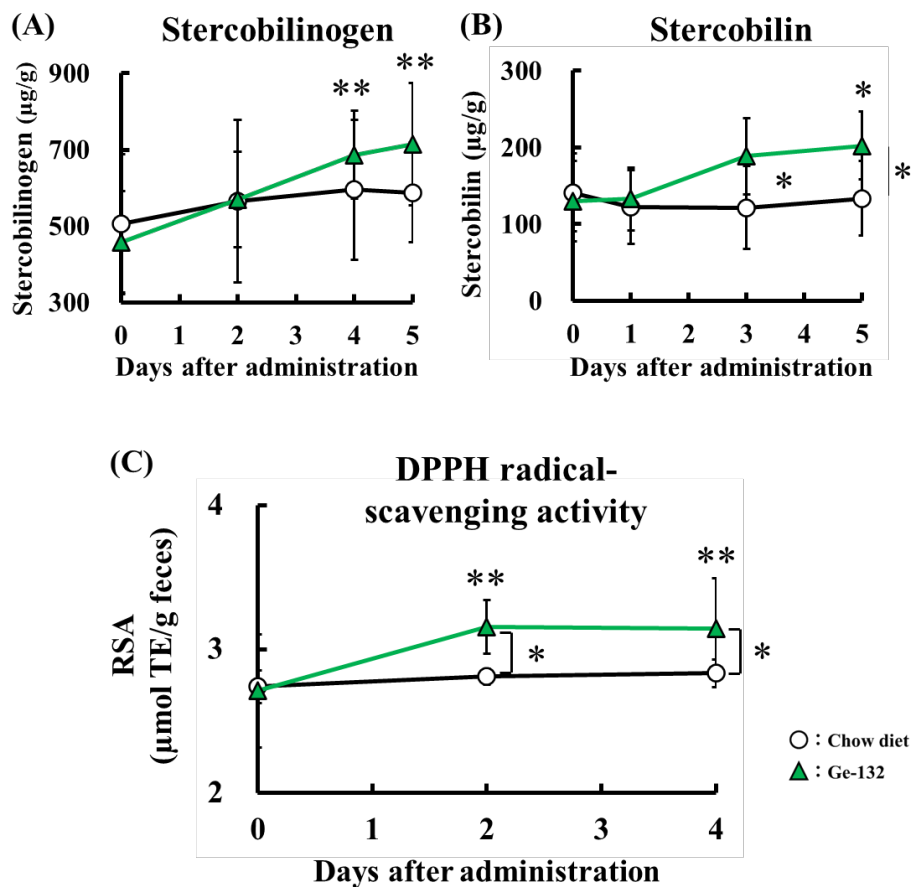 (A)
Stercobilinogen
Stercobilinogen (µg/g)
900
700
500
300
**
**
0 1 2 3 4 5
Days after administration
(B)
Stercobilin
Stercobilin (µg/g)
300
200
100
0
*
*
*
0 1 2 3 4 5
Days after administration
(C)
DPPH radical-
scavenging activity
RSA
(µmol TE/g feces)
4
3
2
**
**
*
*
0 1 2 3 4
Days after administration
: Chow diet
: Ge-132